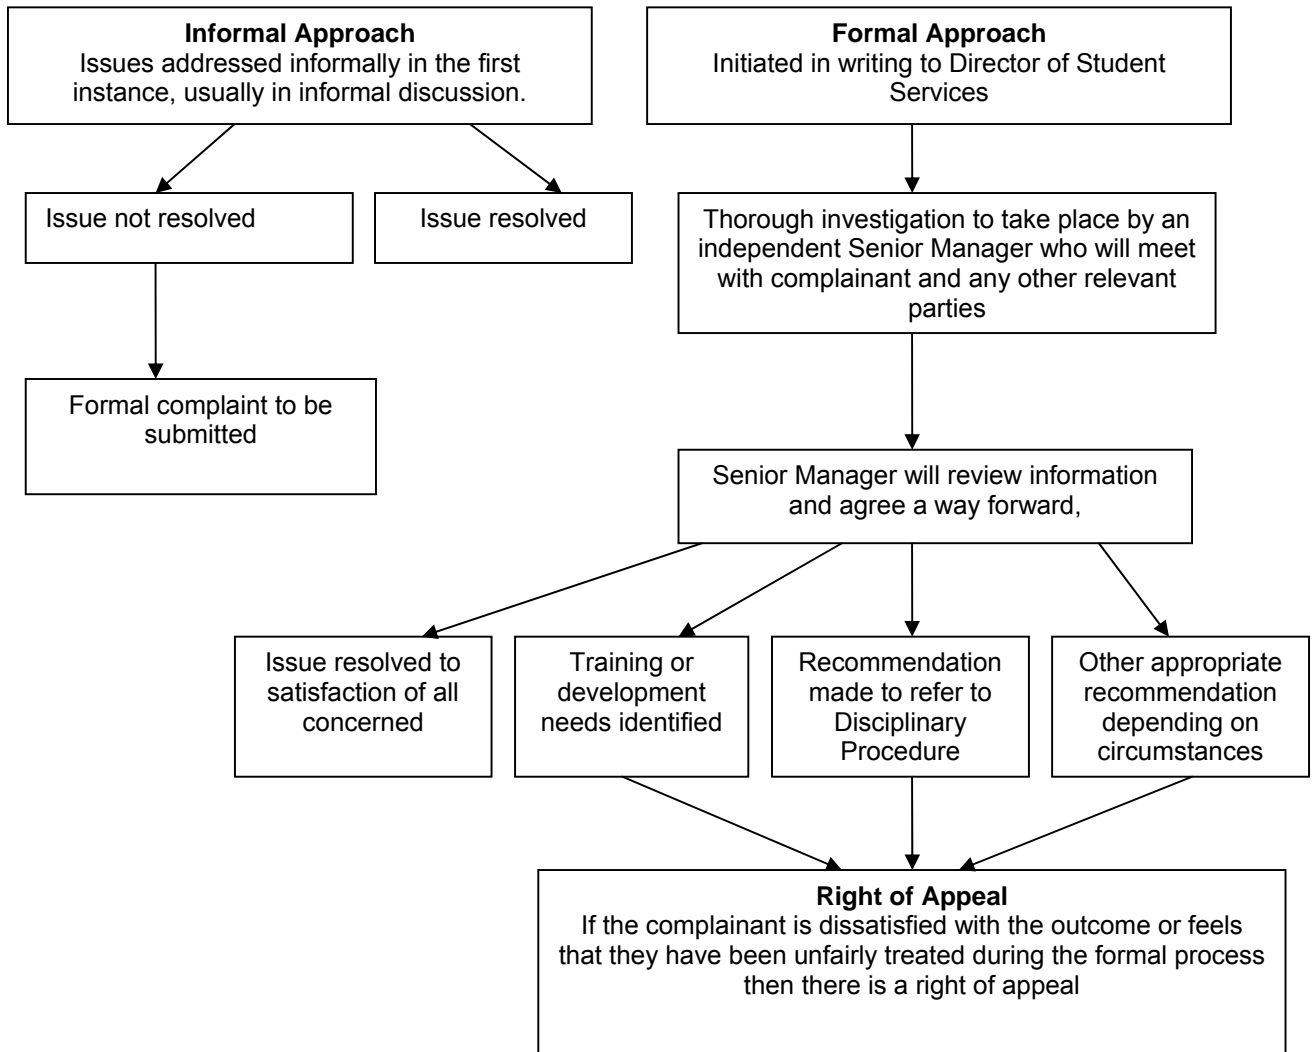 Informal Approach
Issues addressed informally in the first
instance, usually in informal discussion.
Formal Approach
Initiated in writing to Director of Student
Services
Issue not resolved
Issue resolved
Thorough investigation to take place by an
independent Senior Manager who will meet
with complainant and any other relevant
parties
Formal complaint to be
submitted
Senior Manager will review information
and agree a way forward,
Issue resolved to
satisfaction of all
concerned
Training or
development
needs identified
Recommendation
made to refer to
Disciplinary
Procedure
Other appropriate
recommendation
depending on
circumstances
Right of Appeal
If the complainant is dissatisfied with the outcome or feels
that they have been unfairly treated during the formal process
then there is a right of appeal